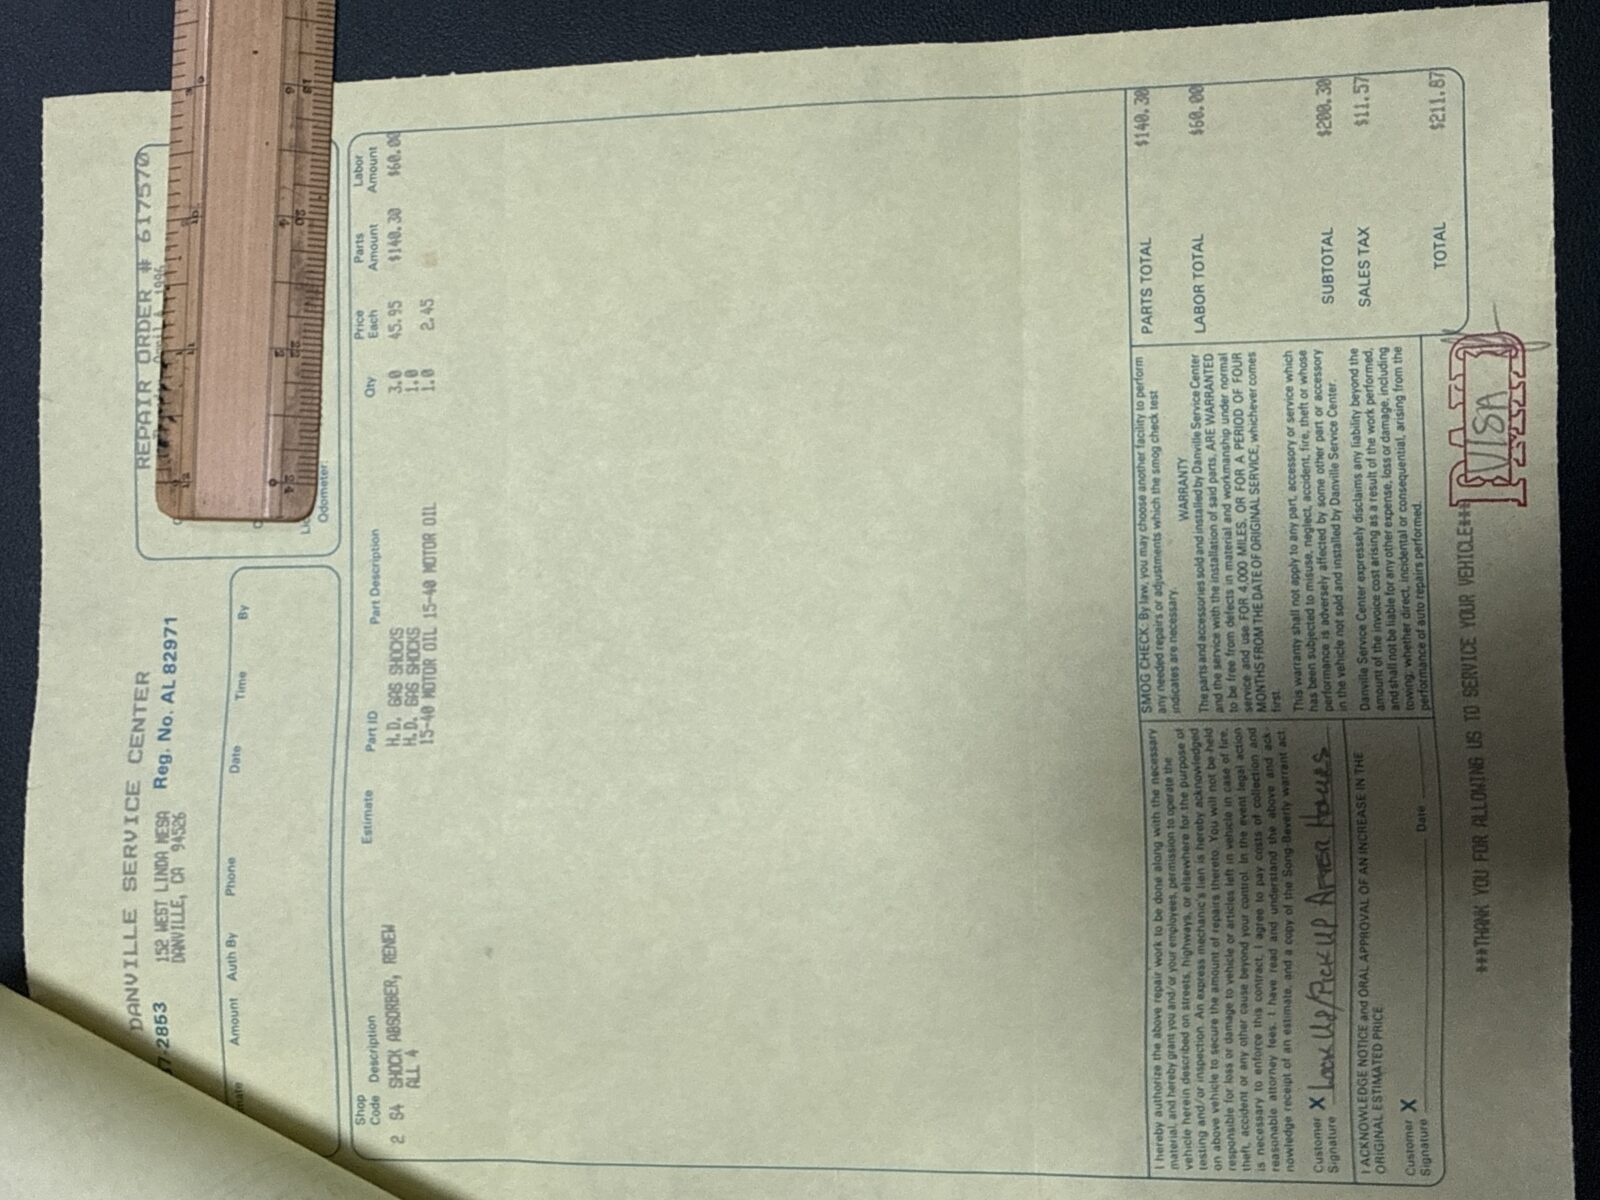 DANVILLE SERVICE CENTER
REPAIR ORDER # 617570
7-2853
152 WEST LINDA MESA
Reg. No. AL 82971
1996
DANVILLE, CA 94526
Amount Auth By Phone Date Time By
Odometer:
Shop
Code Description Estimate Part ID Part Description Qty Price
Each Parts
Amount Labor
Amount
2 S4 SHOCK ABSORBER, RENEW H.D. GAS SHOCKS 3.0 45.95 $140.30 $60.00
ALL 4 H.D. GAS SHOCKS 1.0
15-40 MOTOR OIL 15-40 MOTOR OIL 1.0 2.45
I hereby authorize the above repair work to be done along with the necessary
material, and hereby grant you and/or your employees, permission to operate the
vehicle herein described on streets, highways, or elsewhere for the purpose of
testing and/or inspection. An express mechanic's lien is hereby acknowledged
on above vehicle to secure the amount of repairs thereto. You will not be held
responsible for loss or damage to vehicle or articles left in vehicle in case of fire,
theft, accident or any other cause beyond your control. In the event legal action
is necessary to enforce this contract, I agree to pay costs of collection and
reasonable attorney fees. I have read and understand the above and ack-
nowledge receipt of an estimate, and a copy of the Song-Beverly warrant act
Customer X
Signature
Lock Up/Pick Up After Hours
I ACKNOWLEDGE NOTICE and ORAL APPROVAL OF AN INCREASE IN THE
ORIGINAL ESTIMATED PRICE
Customer X
Signature Date
SMOG CHECK: By law, you may choose another facility to perform
any needed repairs or adjustments which the smog check test
indicates are necessary.
WARRANTY
The parts and accessories sold and installed by Danville Service Center
and the service with the installation of said parts, ARE WARRANTED
to be free from defects in material and workmanship under normal
service and use FOR 4,000 MILES, OR FOR A PERIOD OF FOUR
MONTHS FROM THE DATE OF ORIGINAL SERVICE, whichever comes
first.
This warranty shall not apply to any part, accessory or service which
has been subjected to misuse, neglect, accident, fire, theft or whose
performance is adversely affected by some other part or accessory
in the vehicle not sold and installed by Danville Service Center.
Danville Service Center expressly disclaims any liability beyond the
amount of the invoice cost arising as a result of the work performed,
and shall not be liable for any other expense, loss or damage, including
towing, whether direct, incidental or consequential, arising from the
performance of auto repairs performed.
PARTS TOTAL $140.30
LABOR TOTAL $60.00
SUBTOTAL $200.30
SALES TAX $11.57
TOTAL $211.87
PAID
VISA
***THANK YOU FOR ALLOWING US TO SERVICE YOUR VEHICLE***